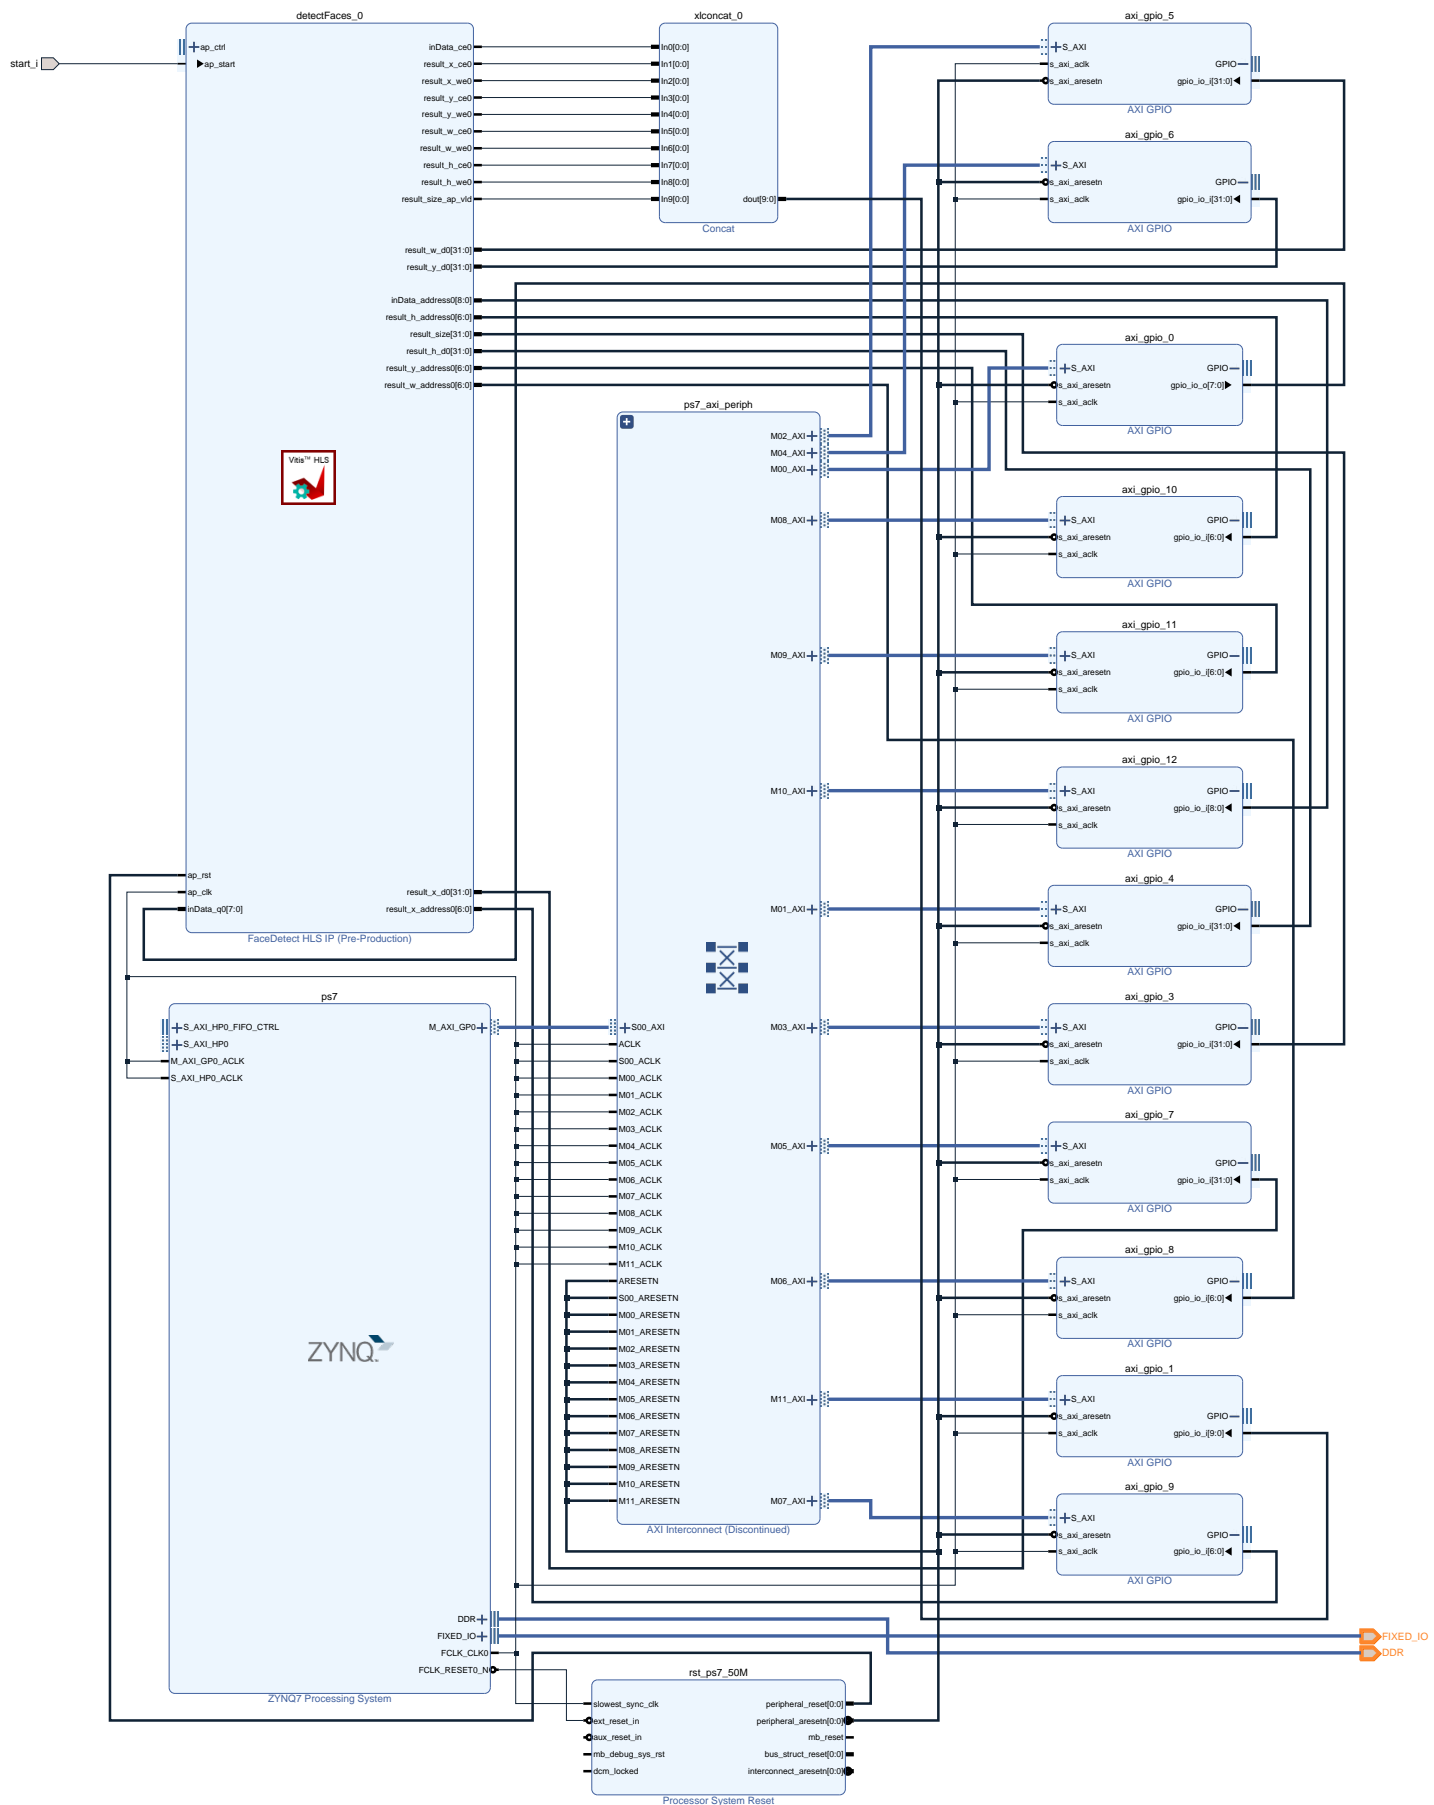 start_i
detectFaces_0
ap_ctrl
ap_start
inData_ce0
result_x_ce0
result_x_we0
result_y_ce0
result_y_we0
result_w_ce0
result_w_we0
result_h_ce0
result_h_we0
result_size_ap_vld
result_w_d0[31:0]
result_y_d0[31:0]
inData_address0[8:0]
result_h_address0[6:0]
result_size[31:0]
result_h_d0[31:0]
result_y_address0[6:0]
result_w_address0[6:0]
Vitis™ HLS
ap_rst
ap_clk
inData_q0[7:0]
result_x_d0[31:0]
result_x_address0[6:0]
FaceDetect HLS IP (Pre-Production)
xlconcat_0
In0[0:0]
In1[0:0]
In2[0:0]
In3[0:0]
In4[0:0]
In5[0:0]
In6[0:0]
In7[0:0]
In8[0:0]
In9[0:0]
dout[9:0]
Concat
ps7
S_AXI_HP0_FIFO_CTRL
S_AXI_HP0
M_AXI_GP0_ACLK
S_AXI_HP0_ACLK
M_AXI_GP0
ZYNQ
DDR
FIXED_IO
FCLK_CLK0
FCLK_RESET0_N
ZYNQ7 Processing System
ps7_axi_periph
M02_AXI
M04_AXI
M00_AXI
M08_AXI
M09_AXI
M10_AXI
M01_AXI
M03_AXI
M05_AXI
M06_AXI
M11_AXI
M07_AXI
S00_AXI
ACLK
S00_ACLK
M00_ACLK
M01_ACLK
M02_ACLK
M03_ACLK
M04_ACLK
M05_ACLK
M06_ACLK
M07_ACLK
M08_ACLK
M09_ACLK
M10_ACLK
M11_ACLK
ARESETN
S00_ARESETN
M00_ARESETN
M01_ARESETN
M02_ARESETN
M03_ARESETN
M04_ARESETN
M05_ARESETN
M06_ARESETN
M07_ARESETN
M08_ARESETN
M09_ARESETN
M10_ARESETN
M11_ARESETN
AXI Interconnect (Discontinued)
rst_ps7_50M
slowest_sync_clk
ext_reset_in
aux_reset_in
mb_debug_sys_rst
dcm_locked
peripheral_reset[0:0]
peripheral_aresetn[0:0]
mb_reset
bus_struct_reset[0:0]
interconnect_aresetn[0:0]
Processor System Reset
axi_gpio_5
S_AXI
s_axi_aclk
s_axi_aresetn
GPIO
gpio_io_i[31:0]
AXI GPIO
axi_gpio_6
S_AXI
s_axi_aresetn
s_axi_aclk
GPIO
gpio_io_i[31:0]
AXI GPIO
axi_gpio_0
S_AXI
s_axi_aresetn
s_axi_aclk
GPIO
gpio_io_o[7:0]
AXI GPIO
axi_gpio_10
S_AXI
s_axi_aresetn
s_axi_aclk
GPIO
gpio_io_i[6:0]
AXI GPIO
axi_gpio_11
S_AXI
s_axi_aresetn
s_axi_aclk
GPIO
gpio_io_i[6:0]
AXI GPIO
axi_gpio_12
S_AXI
s_axi_aresetn
s_axi_aclk
GPIO
gpio_io_i[8:0]
AXI GPIO
axi_gpio_4
S_AXI
s_axi_aresetn
s_axi_aclk
GPIO
gpio_io_i[31:0]
AXI GPIO
axi_gpio_3
S_AXI
s_axi_aresetn
s_axi_aclk
GPIO
gpio_io_i[31:0]
AXI GPIO
axi_gpio_7
S_AXI
s_axi_aresetn
s_axi_aclk
GPIO
gpio_io_i[31:0]
AXI GPIO
axi_gpio_8
S_AXI
s_axi_aresetn
s_axi_aclk
GPIO
gpio_io_i[6:0]
AXI GPIO
axi_gpio_1
S_AXI
s_axi_aresetn
s_axi_aclk
GPIO
gpio_io_i[9:0]
AXI GPIO
axi_gpio_9
S_AXI
s_axi_aresetn
s_axi_aclk
GPIO
gpio_io_i[6:0]
AXI GPIO
FIXED_IO
DDR